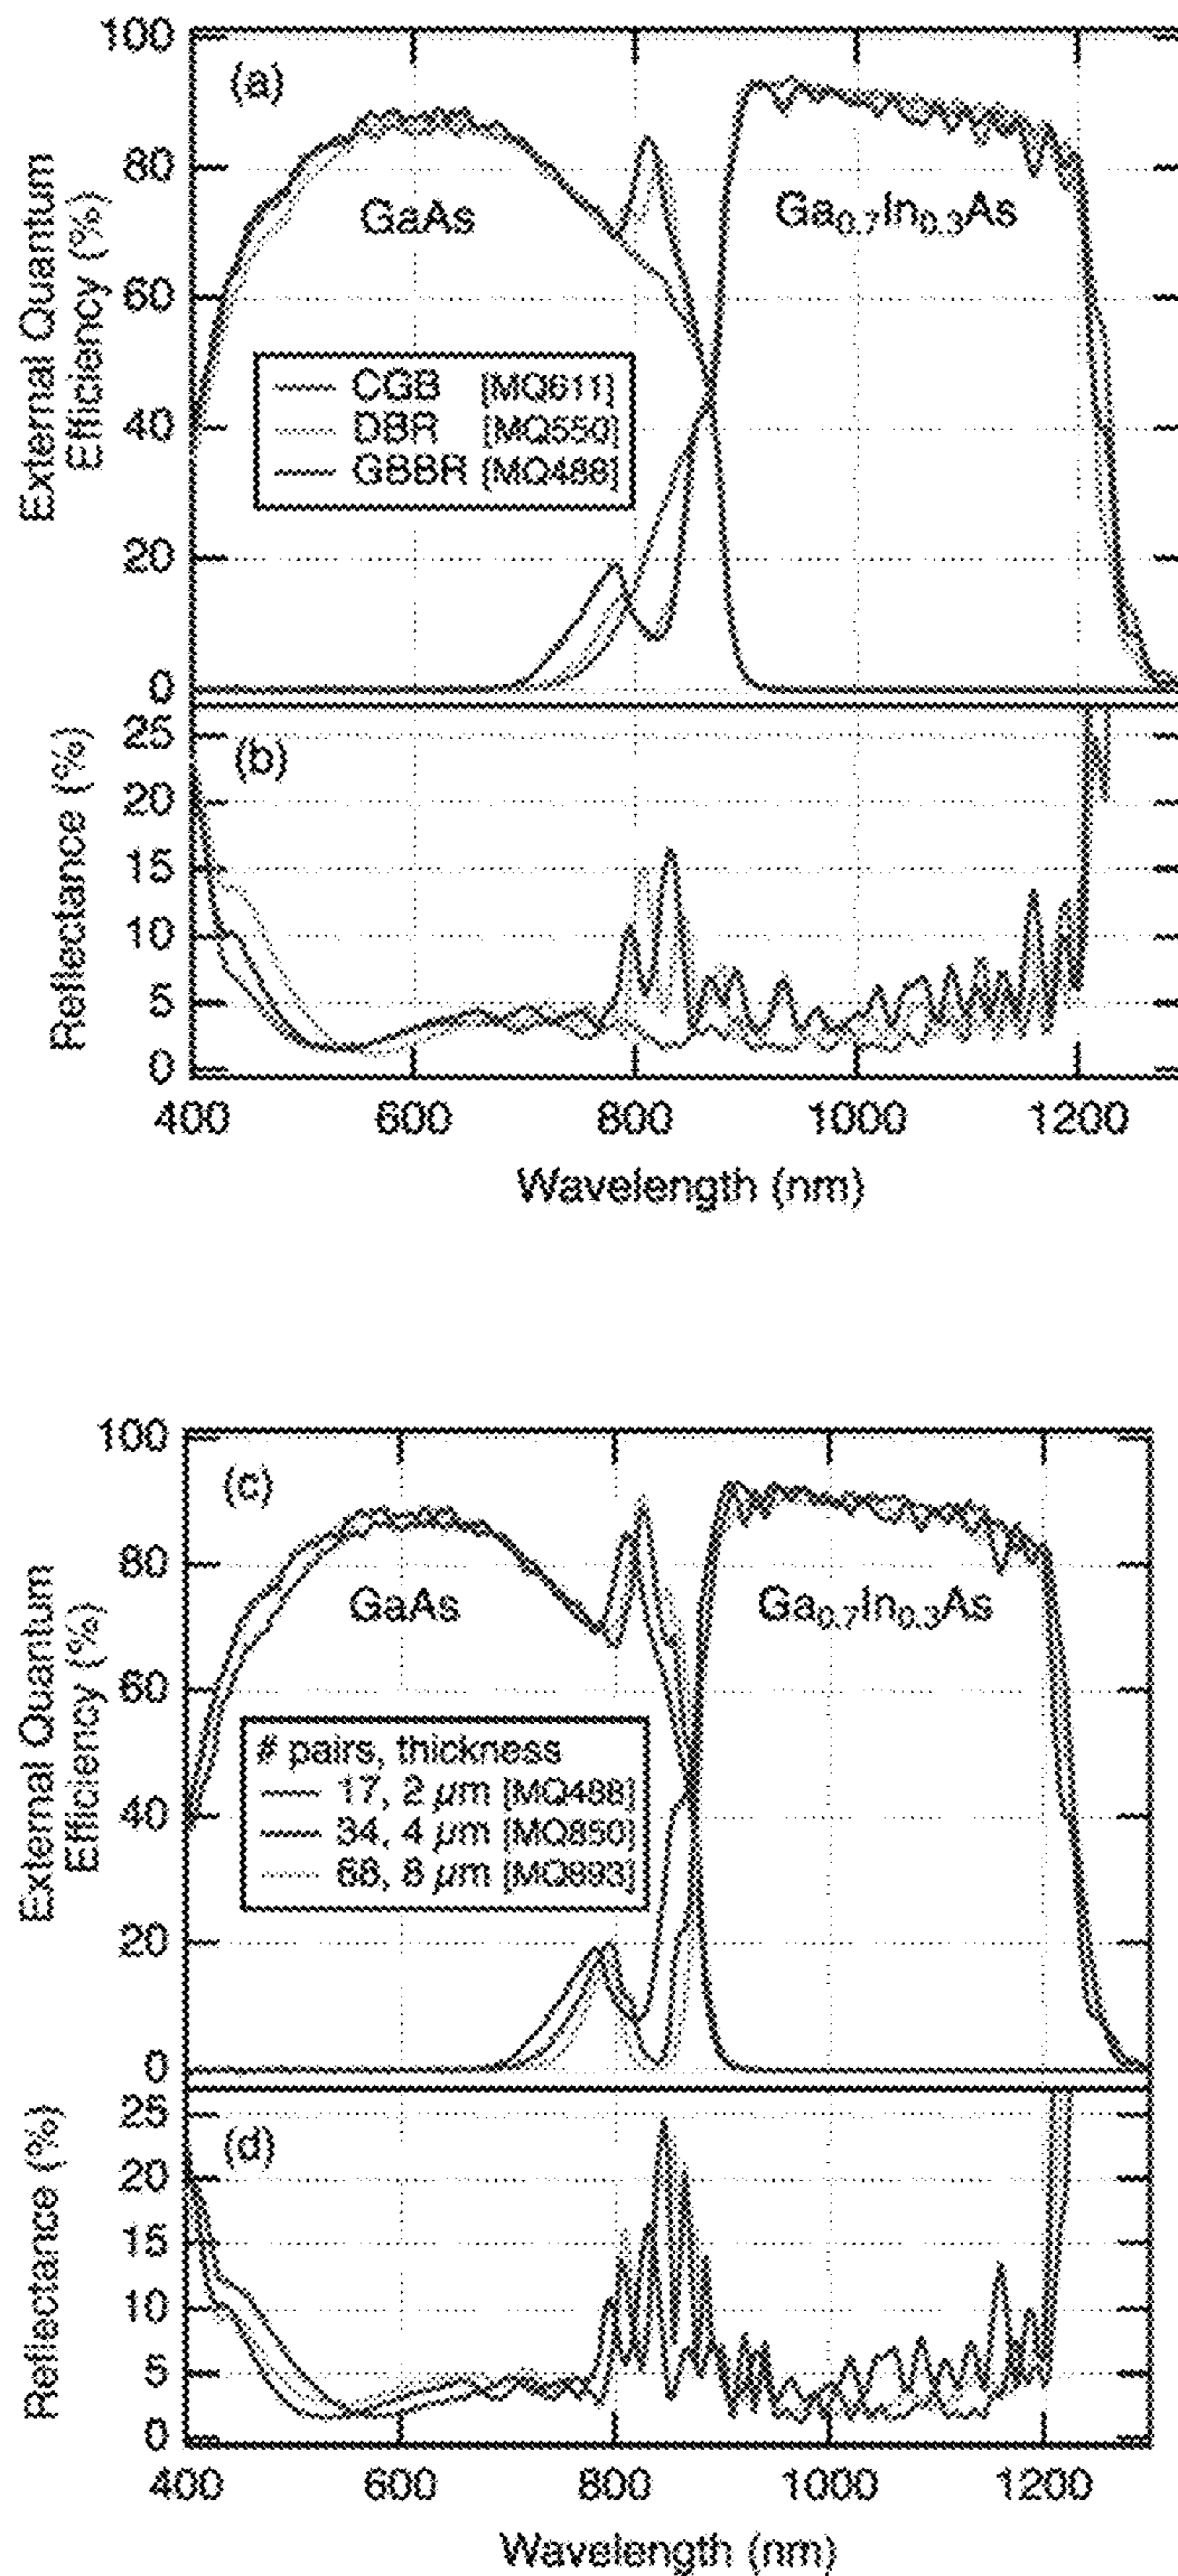 (a)
External Quantum
Efficiency (%)
100
80
60
40
20
0
GaAs
Ga0.7In0.3As
CGB [MQ611]
DBR [MQ550]
GBBR [MQ488]
(b)
Reflectance (%)
25
20
15
10
5
0
400 600 800 1000 1200
Wavelength (nm)
(c)
External Quantum
Efficiency (%)
100
80
60
40
20
0
GaAs
Ga0.7In0.3As
# pairs, thickness
17, 2 μm [MQ488]
34, 4 μm [MQ850]
68, 8 μm [MQ893]
(d)
Reflectance (%)
25
20
15
10
5
0
400 600 800 1000 1200
Wavelength (nm)